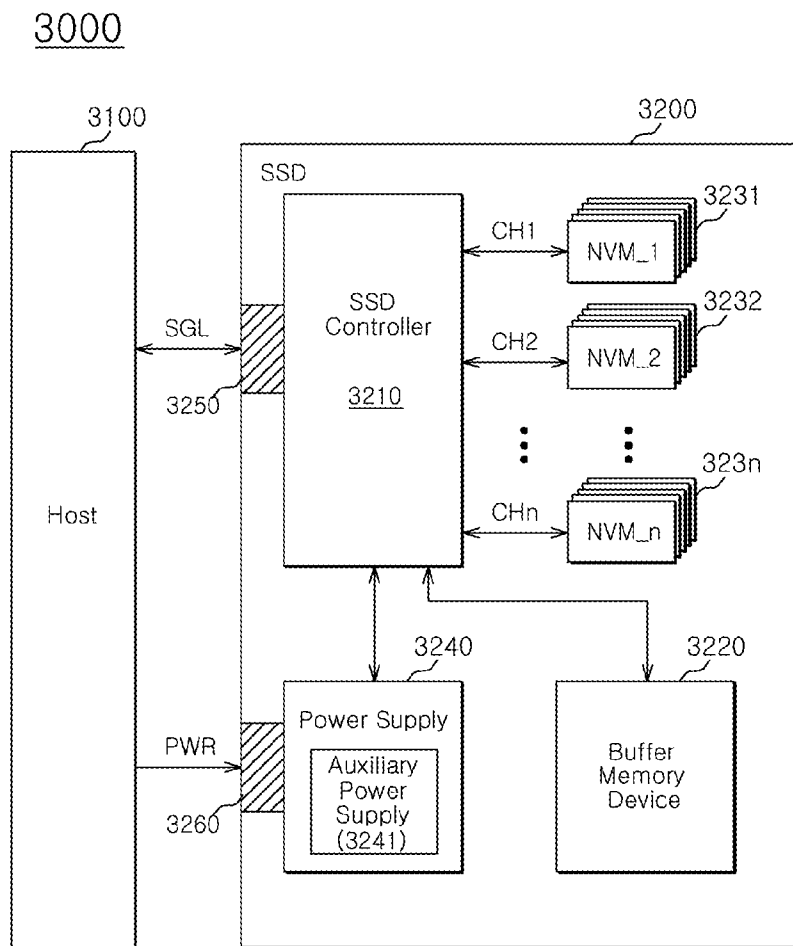 3000
3100
3200
SSD
3231
CH1
NVM_1
SSD
Controller
3210
3232
SGL
CH2
NVM_2
3250
323n
Host
CHn
NVM_n
3240
3220
Power Supply
PWR
Auxiliary
Power
Supply
(3241)
Buffer
Memory
Device
3260